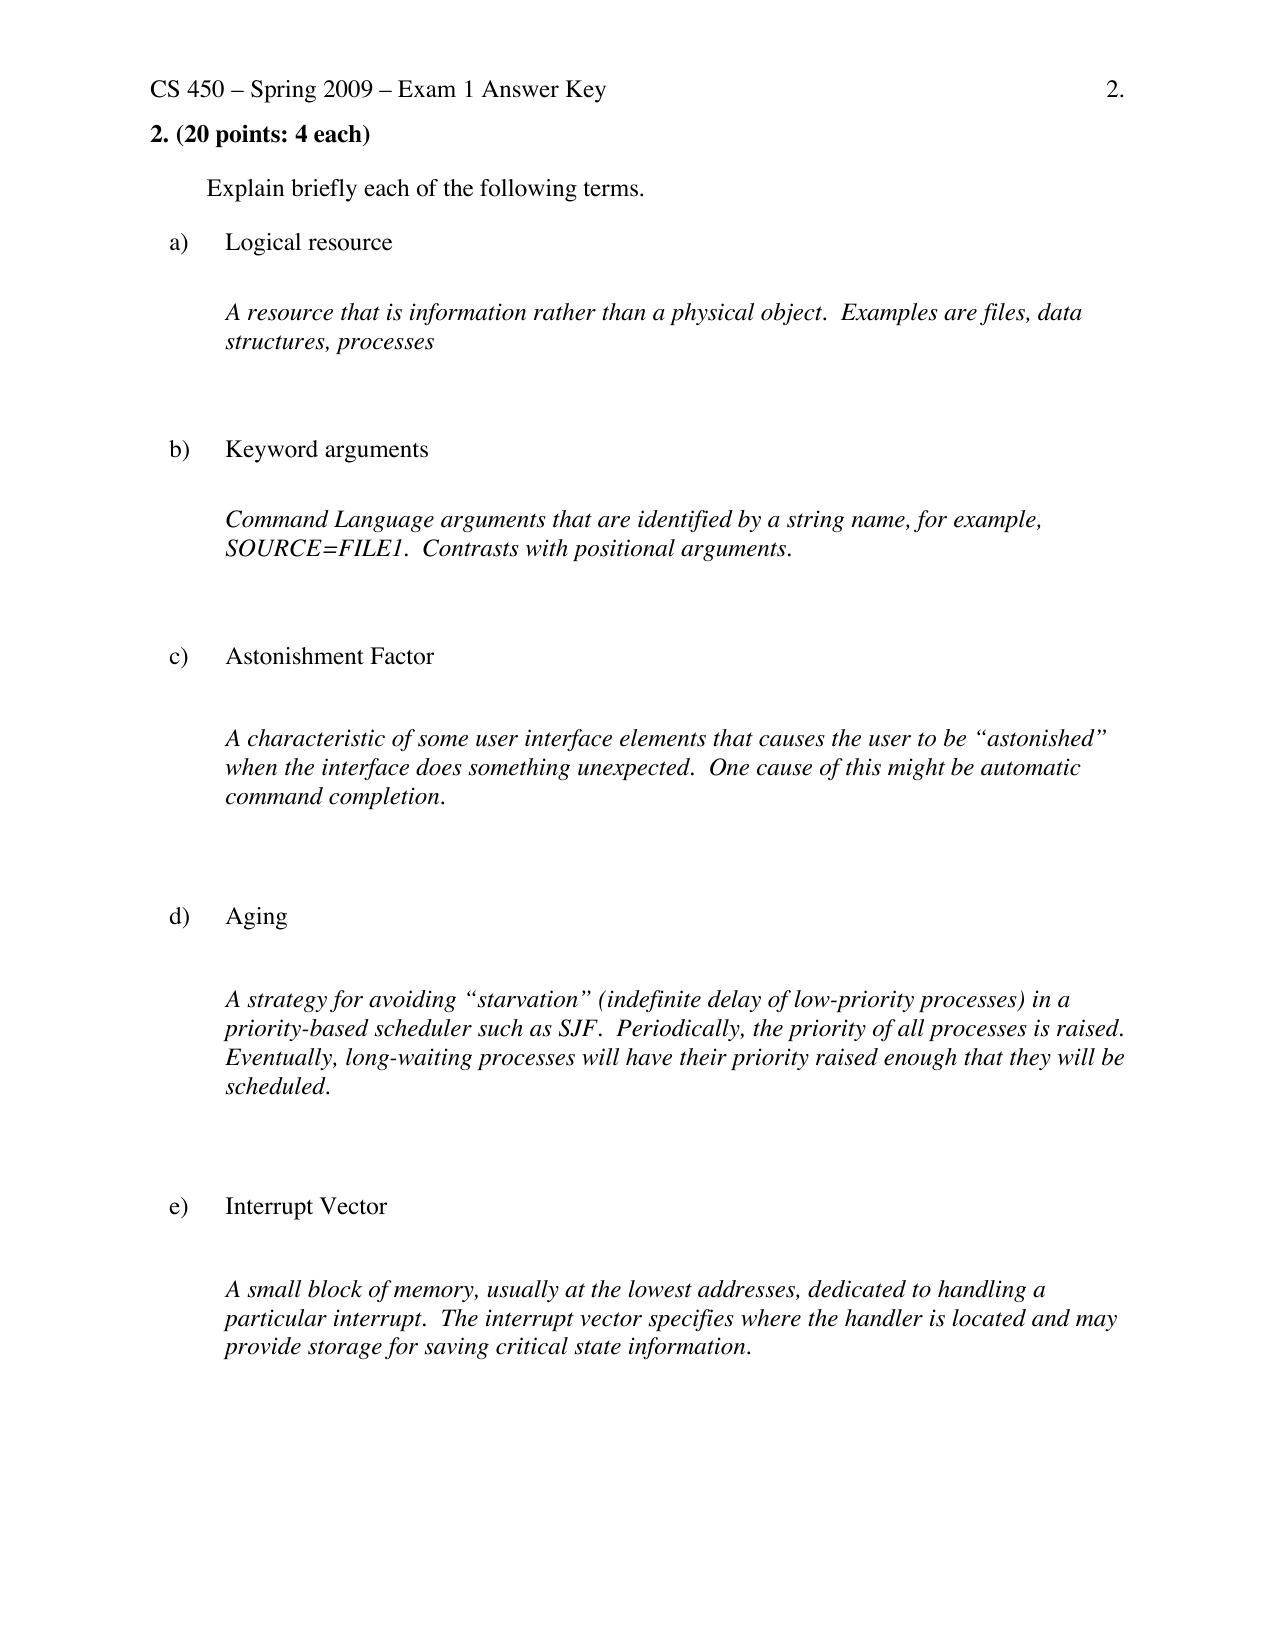 CS 450 – Spring 2009 – Exam 1 Answer Key 2.
2. (20 points: 4 each)
Explain briefly each of the following terms.
a) Logical resource
A resource that is information rather than a physical object. Examples are files, data
structures, processes
b) Keyword arguments
Command Language arguments that are identified by a string name, for example,
SOURCE=FILE1. Contrasts with positional arguments.
c) Astonishment Factor
A characteristic of some user interface elements that causes the user to be “astonished”
when the interface does something unexpected. One cause of this might be automatic
command completion.
d) Aging
A strategy for avoiding “starvation” (indefinite delay of low-priority processes) in a
priority-based scheduler such as SJF. Periodically, the priority of all processes is raised.
Eventually, long-waiting processes will have their priority raised enough that they will be
scheduled.
e) Interrupt Vector
A small block of memory, usually at the lowest addresses, dedicated to handling a
particular interrupt. The interrupt vector specifies where the handler is located and may
provide storage for saving critical state information.